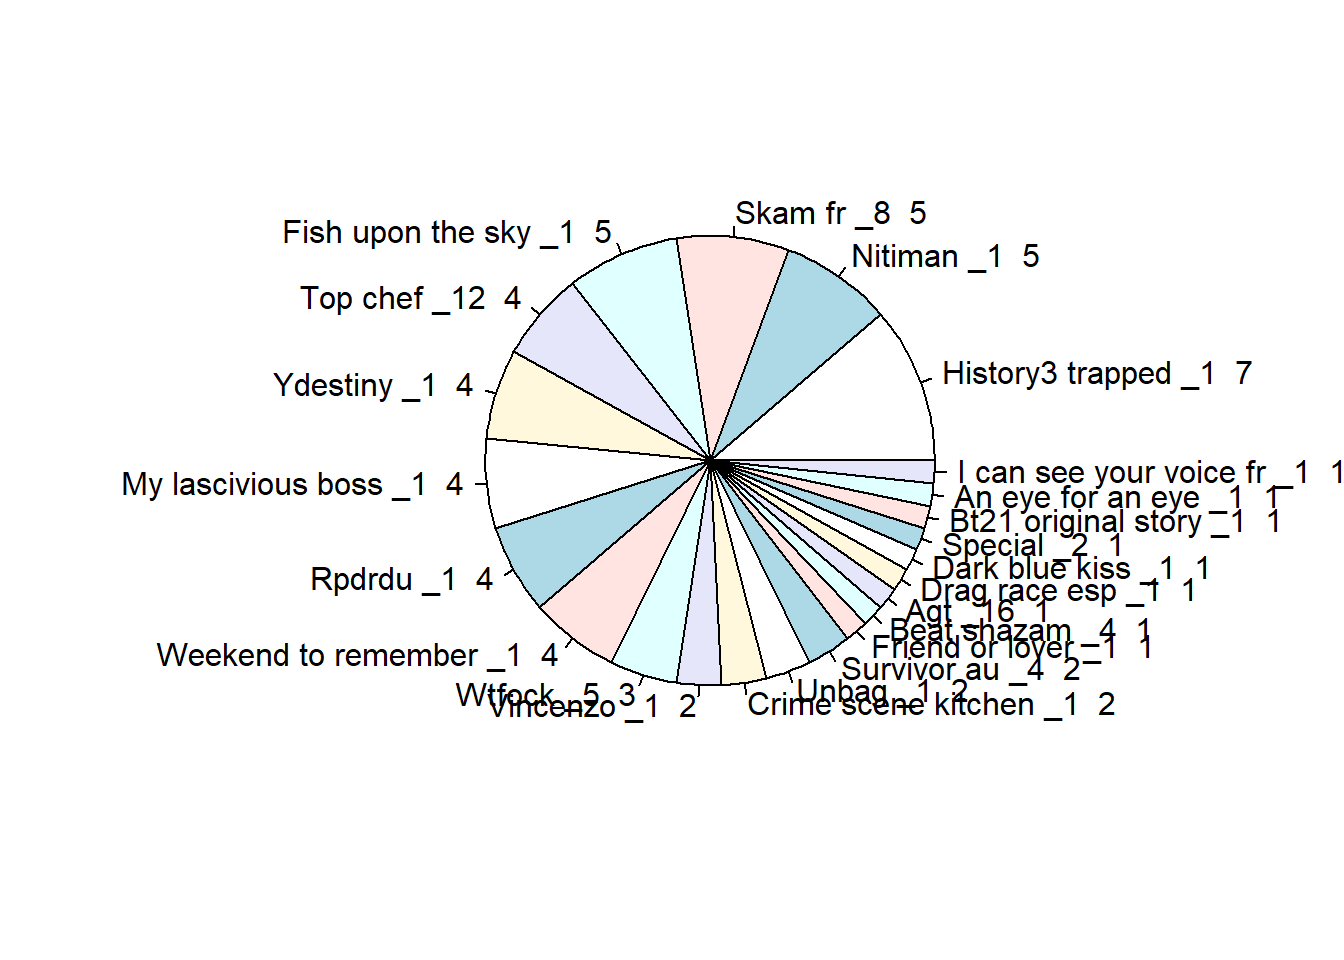 Skam fr _8  5
Fish upon the sky _1  5
Nitiman _1  5
Top chef _12  4
History3 trapped _1  7
Ydestiny _1  4
I can see your voice fr _1  1
My lascivious boss _1  4
An eye for an eye _1  1
Bt21 original story _1  1
Special _2  1
Dark blue kiss _1  1
Rpdrdu _1  4
Drag race esp _1  1
Agt _16  1
Beat shazam _4  1
Friend or lover _1  1
Weekend to remember _1  4
Survivor au _4  2
Unbag _1  2
Wtfock _5  3
Vincenzo _1  2
Crime scene kitchen _1  2